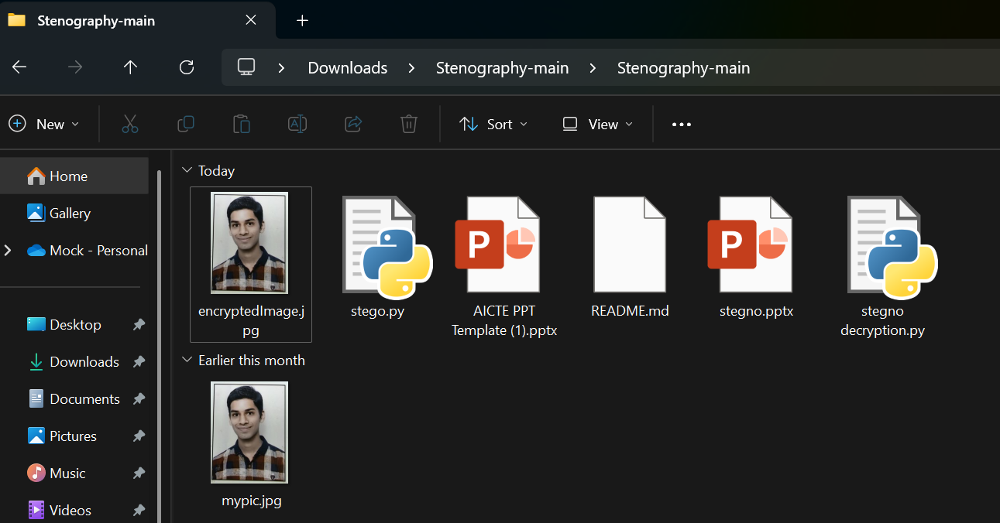 Stenography-main
Downloads
Stenography-main
Stenography-main
New
Sort
View
Home
Gallery
Mock - Personal
Desktop
Downloads
Documents
Pictures
Music
Videos
Today
encryptedImage.j
pg
stego.py
P
AICTE PPT
Template (1).pptx
README.md
P
stegno.pptx
stegno
decryption.py
Earlier this month
mypic.jpg